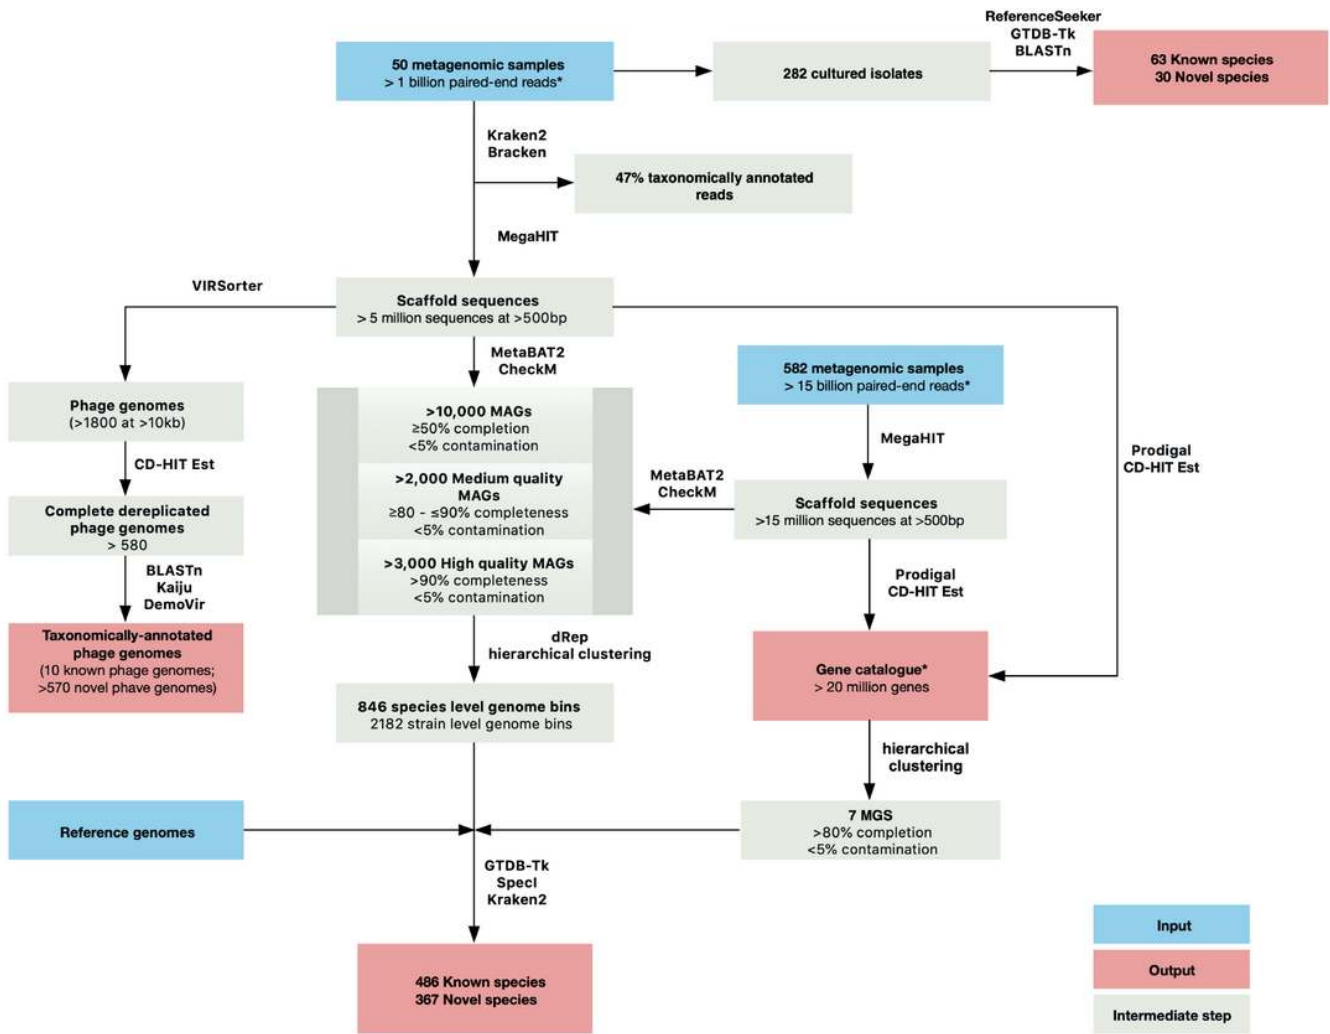 ReferenceSeeker
GTDB-Tk
BLASTn
50 metagenomic samples
> 1 billion paired-end reads*
282 cultured isolates
63 Known species
30 Novel species
Kraken2
Bracken
47% taxonomically annotated
reads
MegaHIT
VIRSorter
Scaffold sequences
> 5 million sequences at >500bp
MetaBAT2
CheckM
582 metagenomic samples
> 15 billion paired-end reads*
Phage genomes
(>1800 at >10kb)
>10,000 MAGs
≥50% completion
<5% contamination
MegaHIT
Prodigal
CD-HIT Est
CD-HIT Est
>2,000 Medium quality
MAGs
≥80 - ≤90% completeness
<5% contamination
MetaBAT2
CheckM
Scaffold sequences
>15 million sequences at >500bp
Complete dereplicated
phage genomes
> 580
>3,000 High quality MAGs
>90% completeness
<5% contamination
BLASTn
Kaiju
DemoVir
Prodigal
CD-HIT Est
Taxonomically-annotated
phage genomes
(10 known phage genomes;
>570 novel phave genomes)
dRep
hierarchical clustering
Gene catalogue*
> 20 million genes
846 species level genome bins
2182 strain level genome bins
hierarchical
clustering
Reference genomes
7 MGS
>80% completion
<5% contamination
GTDB-Tk
SpecI
Kraken2
486 Known species
367 Novel species
Input
Output
Intermediate step